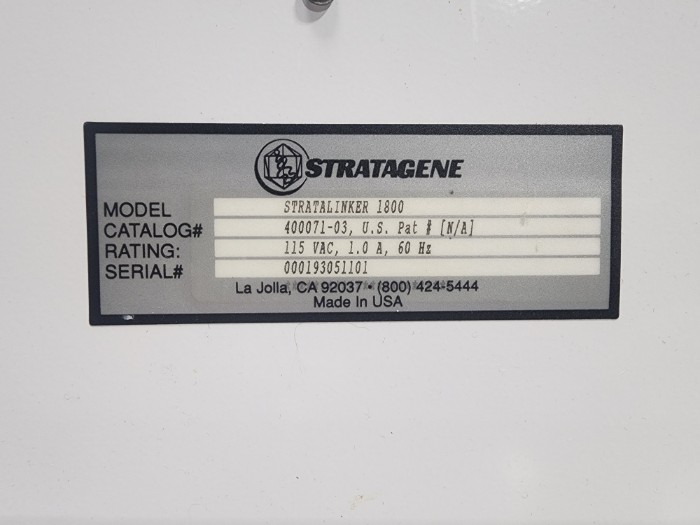 STRATAGENE
MODEL STRATALINKER 1800
CATALOG# 400071-03, U.S. Pat # [N/A]
RATING: 115 VAC, 1.0 A, 60 Hz
SERIAL# 000193051101
La Jolla, CA 92037 • (800) 424-5444
Made In USA